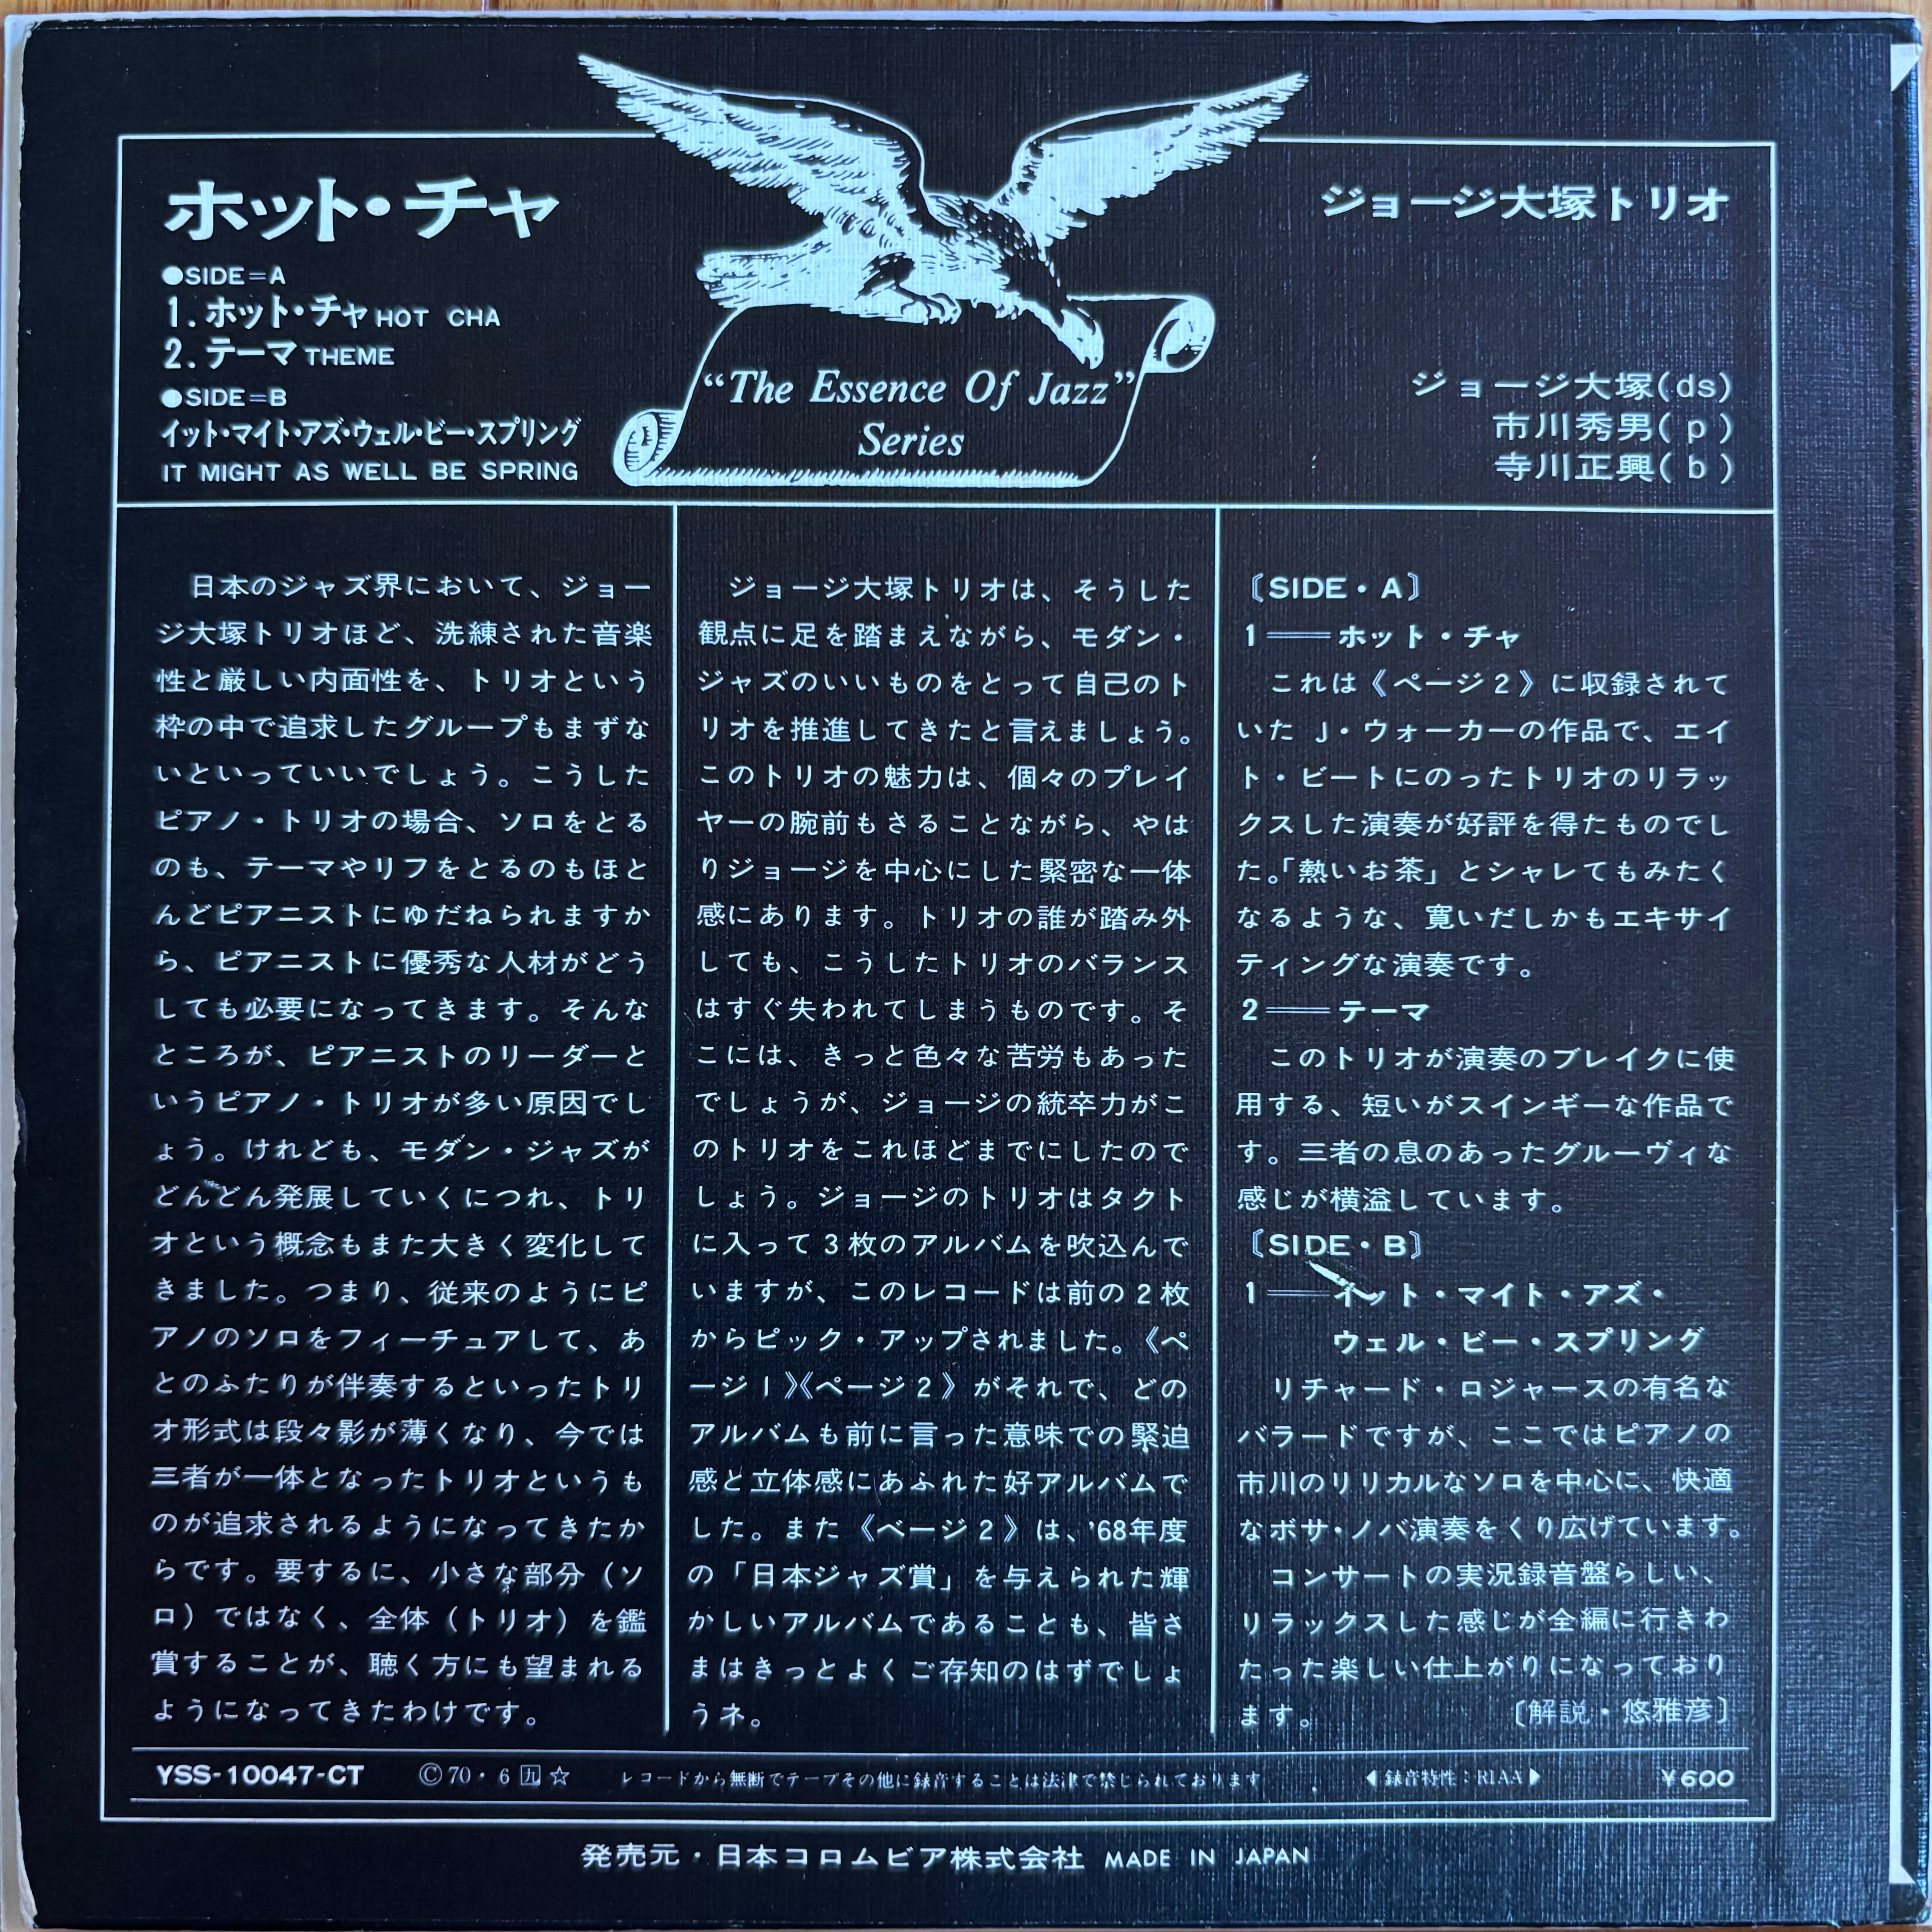 ホット・チャ
●SIDE=A
1. ホット・チャ HOT CHA
2. テーマ THEME
●SIDE=B
イット・マイト・アズ・ウェル・ビー・スプリング
IT MIGHT AS WELL BE SPRING
“The Essence Of Jazz”
Series
ジョージ大塚トリオ
ジョージ大塚(ds)
市川秀男(p)
寺川正興(b)
日本のジャズ界において、ジョー
ジ大塚トリオほど、洗練された音楽
性と厳しい内面性を、トリオという
枠の中で追求したグループもまずな
いといっていいでしょう。こうした
ピアノ・トリオの場合、ソロをとる
のも、テーマやリフをとるのもほと
んどピアニストにゆだねられますか
ら、ピアニストに優秀な人材がどう
しても必要になってきます。そんな
ところが、ピアニストのリーダーと
いうピアノ・トリオが多い原因でし
ょう。けれども、モダン・ジャズが
どんどん発展していくにつれ、トリ
オという概念もまた大きく変化して
きました。つまり、従来のようにピ
アノのソロをフィーチュアして、あ
とのふたりが伴奏するといったトリ
オ形式は段々影が薄くなり、今では
三者が一体となったトリオというも
のが追求されるようになってきたか
らです。要するに、小さな部分（ソ
ロ）ではなく、全体（トリオ）を鑑
賞することが、聴く方にも望まれる
ようになってきたわけです。
ジョージ大塚トリオは、そうした
観点に足を踏まえながら、モダン・
ジャズのいいものをとって自己のト
リオを推進してきたと言えましょう。
このトリオの魅力は、個々のプレイ
ヤーの腕前もさることながら、やは
りジョージを中心にした緊密な一体
感にあります。トリオの誰が踏み外
しても、こうしたトリオのバランス
はすぐ失われてしまうものです。そ
こには、きっと色々な苦労もあった
でしょうが、ジョージの統卒力がこ
のトリオをこれほどまでにしたので
しょう。ジョージのトリオはタクト
に入って3枚のアルバムを吹込んで
いますが、このレコードは前の2枚
からピック・アップされました。《ペ
ージ1》《ページ2》がそれで、どの
アルバムも前に言った意味での緊迫
感と立体感にあふれた好アルバムで
した。また《ページ2》は、'68年度
の「日本ジャズ賞」を与えられた輝
かしいアルバムであることも、皆さ
まはきっとよくご存知のはずでしょ
うネ。
〔SIDE・A〕
1══ホット・チャ
これは《ページ2》に収録されて
いた J・ウォーカーの作品で、エイ
ト・ビートにのったトリオのリラッ
クスした演奏が好評を得たものでし
た。「熱いお茶」とシャレてもみたく
なるような、寛いだしかもエキサイ
ティングな演奏です。
2══テーマ
このトリオが演奏のブレイクに使
用する、短いがスインギーな作品で
す。三者の息のあったグルーヴィな
感じが横溢しています。
〔SIDE・B〕
1══イット・マイト・アズ・
ウェル・ビー・スプリング
リチャード・ロジャースの有名な
バラードですが、ここではピアノの
市川のリリカルなソロを中心に、快適
なボサ・ノバ演奏をくり広げています。
コンサートの実況録音盤らしい、
リラックスした感じが全編に行きわ
たった楽しい仕上がりになっており
ます。 〔解説・悠雅彦〕
YSS-10047-CT ©70・6 九 ☆ レコードから無断でテープその他に録音することは法津で禁じられております ◀録音特性：RIAA▶ ¥600
発売元・日本コロムビア株式会社 MADE IN JAPAN